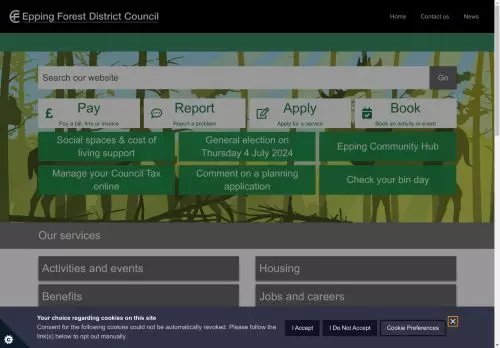 Epping Forest District Council
Home
Contact us
News
Search our website
Go
Pay
Pay a bill, fine or invoice
Report
Report a problem
Apply
Apply for a service
Book
Book an activity or event
Social spaces & cost of
living support
General election on
Thursday 4 July 2024
Epping Community Hub
Manage your Council Tax
online
Comment on a planning
application
Check your bin day
Our services
Activities and events
Housing
Benefits
Jobs and careers
Your choice regarding cookies on this site
Consent for the following cookies could not be automatically revoked. Please follow the
link(s) below to opt out manually.
I Accept
I Do Not Accept
Cookie Preferences